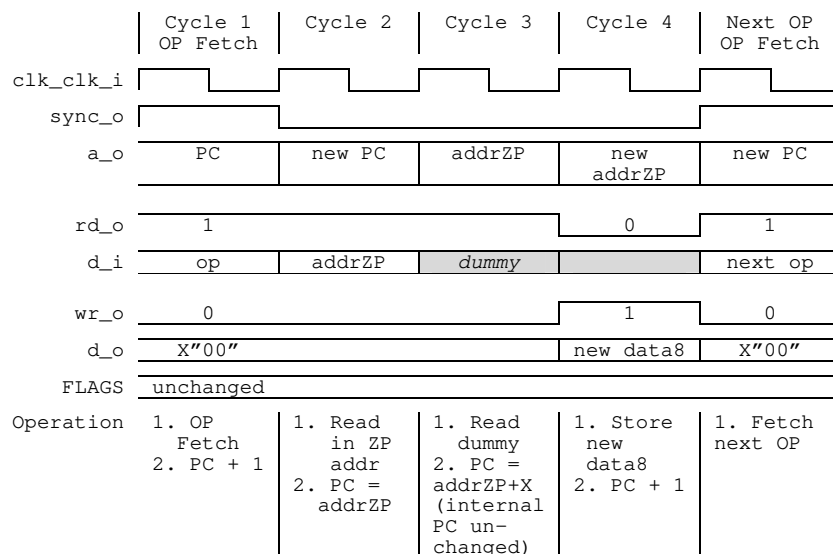 Cycle 1 Cycle 2 Cycle 3 Cycle 4 Next OP
OP Fetch OP Fetch
clk_clk_i
sync_o
a_o PC new PC addrZP new new PC
addrZP
rd_o 1 0 1
d_i op addrZP dummy next op
wr_o 0 1 0
d_o X"00" new data8 X"00"
FLAGS unchanged
Operation 1. OP 1. Read 1. Read 1. Store 1. Fetch
Fetch in ZP dummy new next OP
2. PC + 1 addr 2. PC = data8
2. PC = addrZP+X 2. PC + 1
addrZP (internal
PC un-
changed)